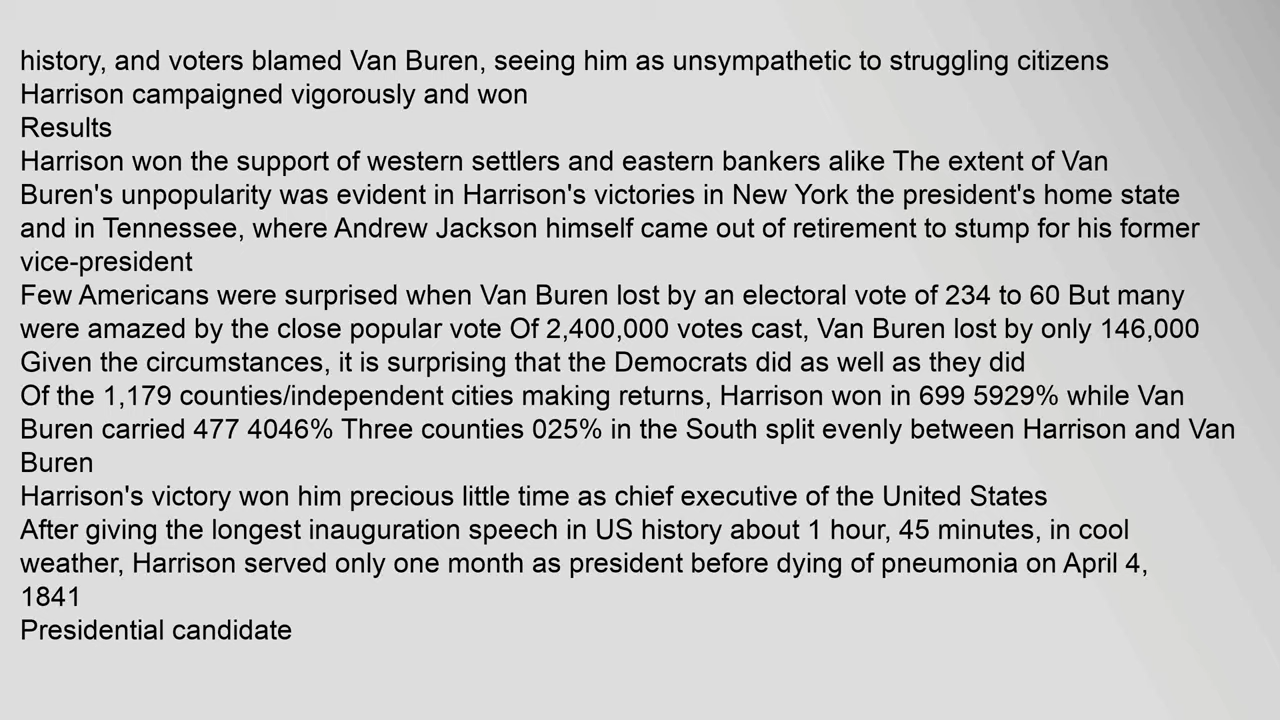 history, and voters blamed Van Buren, seeing him as unsympathetic to struggling citizens
Harrison campaigned vigorously and won
Results
Harrison won the support of western settlers and eastern bankers alike The extent of Van
Buren's unpopularity was evident in Harrison's victories in New York the president's home state
and in Tennessee, where Andrew Jackson himself came out of retirement to stump for his former
vice-president
Few Americans were surprised when Van Buren lost by an electoral vote of 234 to 60 But many
were amazed by the close popular vote Of 2,400,000 votes cast, Van Buren lost by only 146,000
Given the circumstances, it is surprising that the Democrats did as well as they did
Of the 1,179 counties/independent cities making returns, Harrison won in 699 5929% while Van
Buren carried 477 4046% Three counties 025% in the South split evenly between Harrison and Van
Buren
Harrison's victory won him precious little time as chief executive of the United States
After giving the longest inauguration speech in US history about 1 hour, 45 minutes, in cool
weather, Harrison served only one month as president before dying of pneumonia on April 4,
1841
Presidential candidate